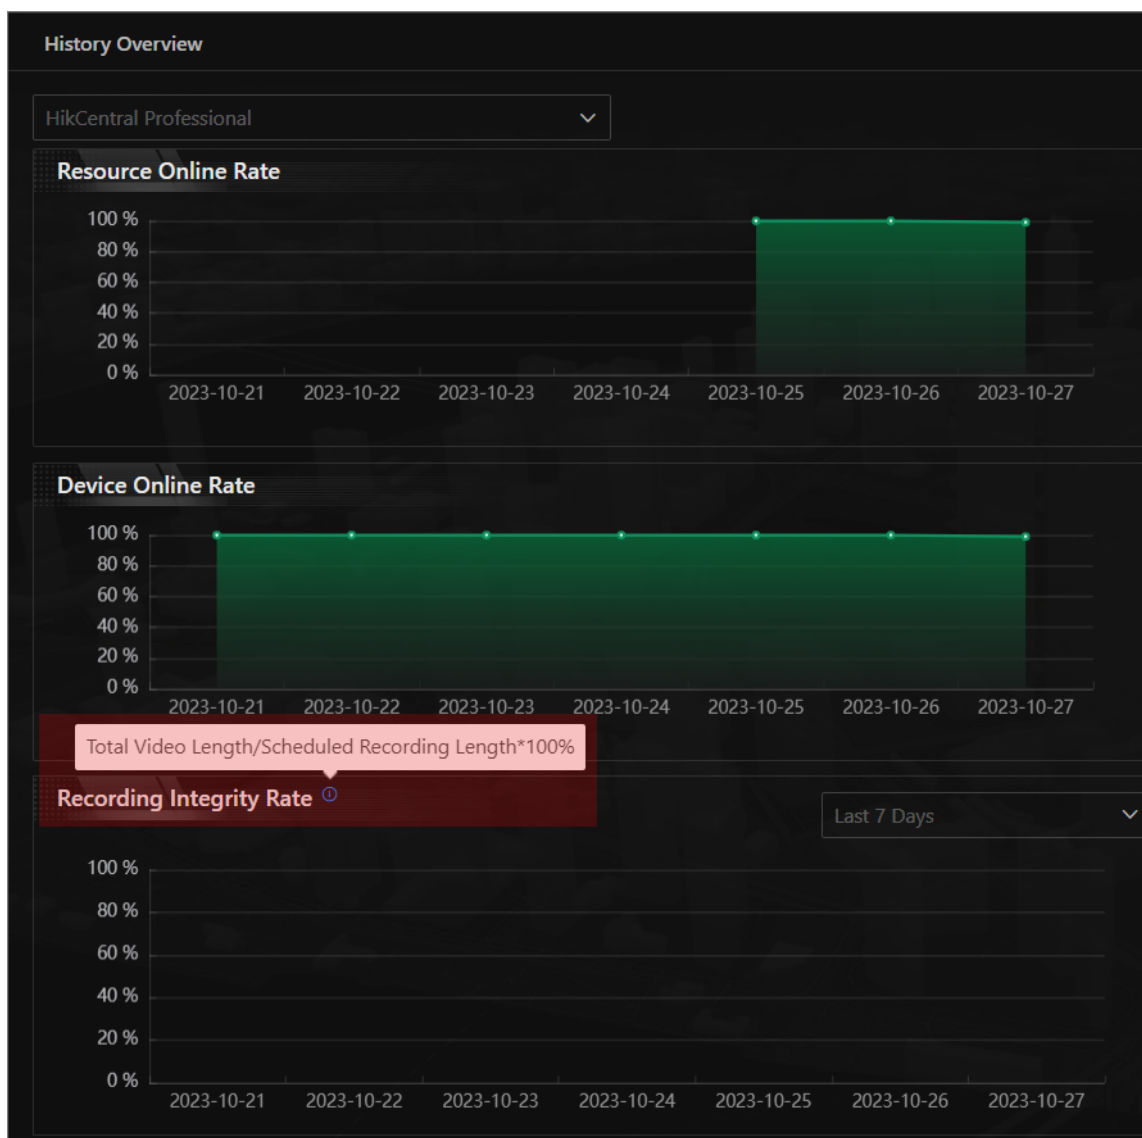 History Overview
HikCentral Professional
Resource Online Rate
100 %
80 %
60 %
40 %
20 %
0 %
2023-10-21 2023-10-22 2023-10-23 2023-10-24 2023-10-25 2023-10-26 2023-10-27
Device Online Rate
100 %
80 %
60 %
40 %
20 %
0 %
2023-10-21 2023-10-22 2023-10-23 2023-10-24 2023-10-25 2023-10-26 2023-10-27
Total Video Length/Scheduled Recording Length*100%
Recording Integrity Rate
Last 7 Days
100 %
80 %
60 %
40 %
20 %
0 %
2023-10-21 2023-10-22 2023-10-23 2023-10-24 2023-10-25 2023-10-26 2023-10-27